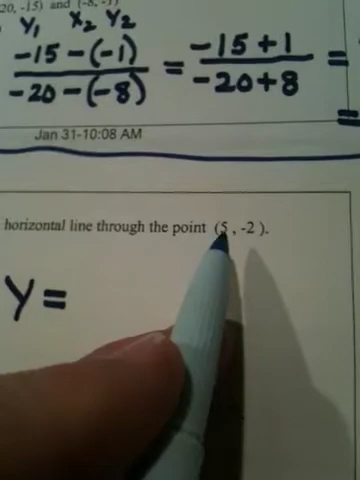 20, -15) and (-8, -1)
Y₁ X₂ Y₂
-15 - (-1) / -20 - (-8) = -15 + 1 / -20 + 8 =
=
Jan 31-10:08 AM
horizontal line through the point (5, -2 ).
Y =